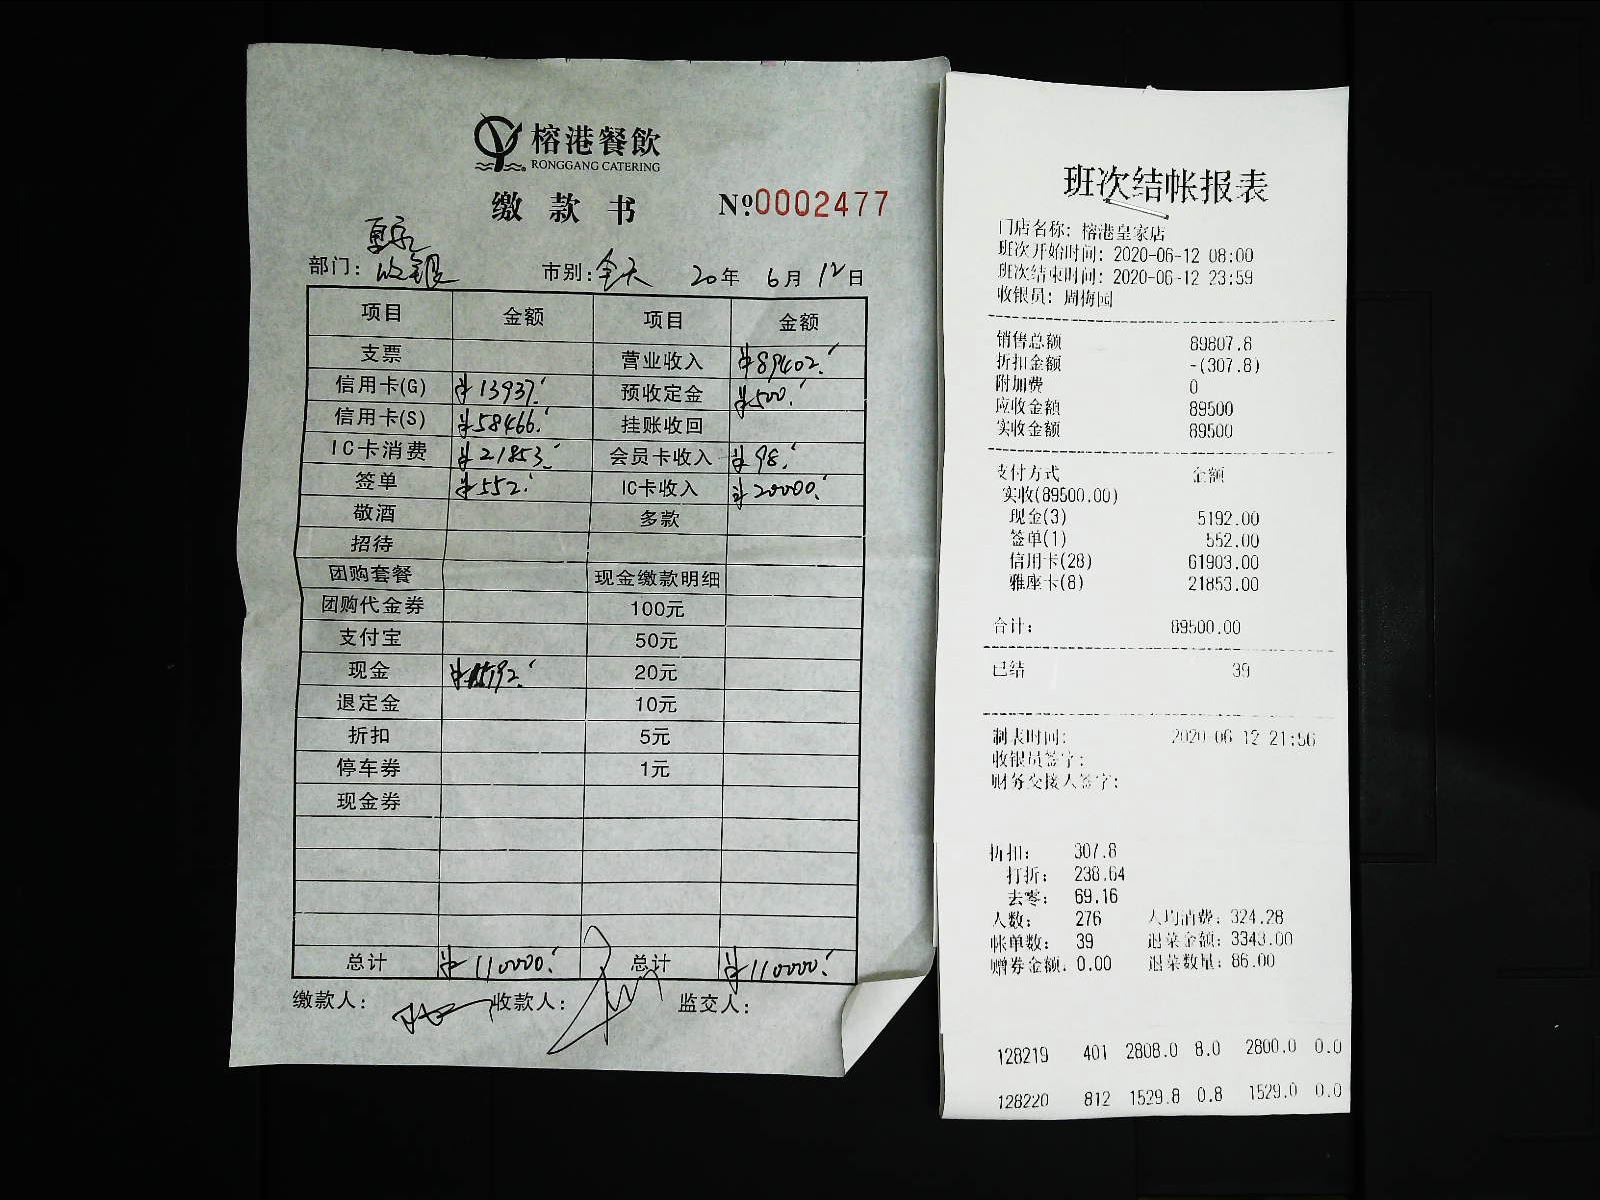 榕港餐飲
RONGGANG CATERING
缴款书 №0002477
皇家
部门：收银 市别：全天 20年 6月 12日
项目 金额 项目 金额
支票 营业收入 ¥89402.-
信用卡(G) ¥13937.- 预收定金 ¥500.-
信用卡(S) ¥58466.- 挂账收回
IC卡消费 ¥21853.- 会员卡收入 ¥98.-
签单 ¥552.- IC卡收入 ¥20000.-
敬酒 多款
招待
团购套餐 现金缴款明细
团购代金券 100元
支付宝 50元
现金 ¥15192.- 20元
退定金 10元
折扣 5元
停车券 1元
现金券
总计 ¥110000.- 总计 ¥110000.-
缴款人： 收款人： 监交人：
班次结帐报表
门店名称：榕港皇家店
班次开始时间：2020-06-12 08:00
班次结束时间：2020-06-12 23:59
收银员：周梅园
销售总额 89807.8
折扣金额 -(307.8)
附加费 0
应收金额 89500
实收金额 89500
支付方式 金额
实收(89500.00)
现金(3) 5192.00
签单(1) 552.00
信用卡(28) 61903.00
雅座卡(8) 21853.00
合计： 89500.00
已结 39
制表时间： 2020-06-12 21:56
收银员签字：
财务交接人签字：
折扣： 307.8
打折： 238.64
去零： 69.16
人数： 276 人均消费：324.28
帐单数： 39 退菜金额：3343.00
赠券金额：0.00 退菜数量：86.00
128219 401 2808.0 8.0 2800.0 0.0
128220 812 1529.8 0.8 1529.0 0.0